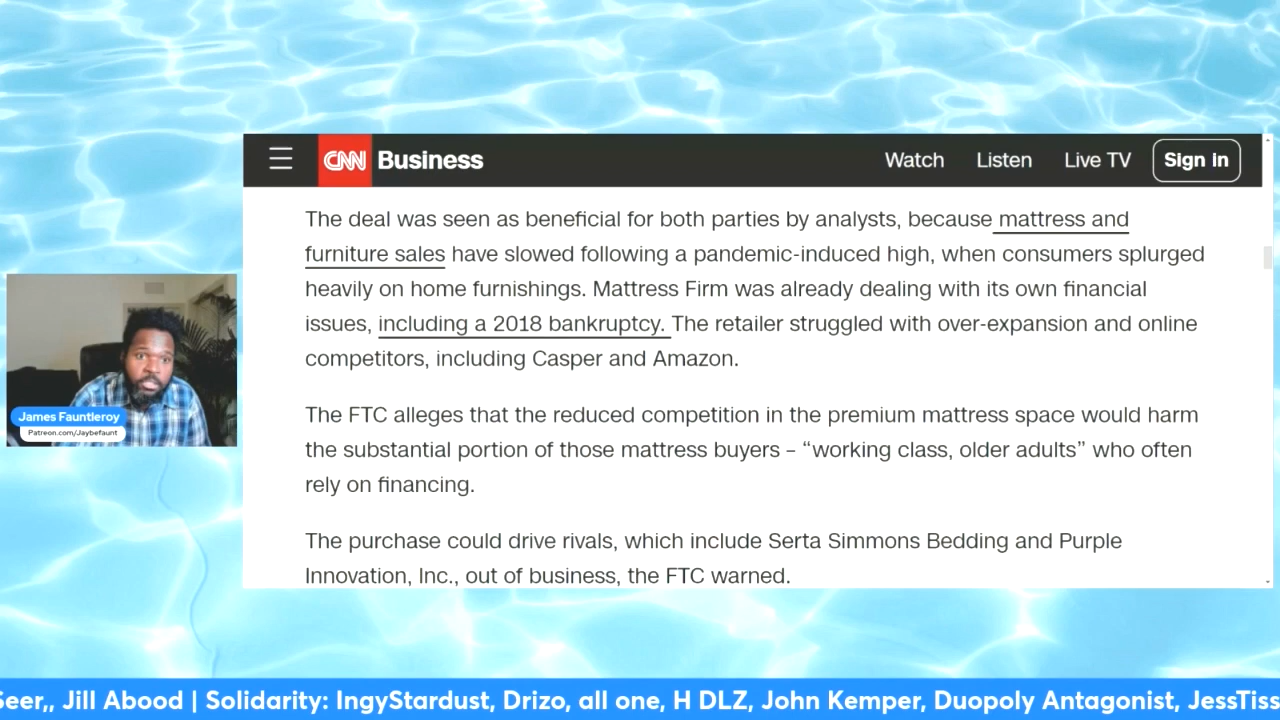 CNN Business
Watch Listen Live TV Sign in
The deal was seen as beneficial for both parties by analysts, because mattress and
furniture sales have slowed following a pandemic-induced high, when consumers splurged
heavily on home furnishings. Mattress Firm was already dealing with its own financial
issues, including a 2018 bankruptcy. The retailer struggled with over-expansion and online
competitors, including Casper and Amazon.
The FTC alleges that the reduced competition in the premium mattress space would harm
the substantial portion of those mattress buyers – “working class, older adults” who often
rely on financing.
The purchase could drive rivals, which include Serta Simmons Bedding and Purple
Innovation, Inc., out of business, the FTC warned.
James Fauntleroy
Patreon.com/Jaybefaunt
Seer,, Jill Abood | Solidarity: IngyStardust, Drizo, all one, H DLZ, John Kemper, Duopoly Antagonist, JessTiss